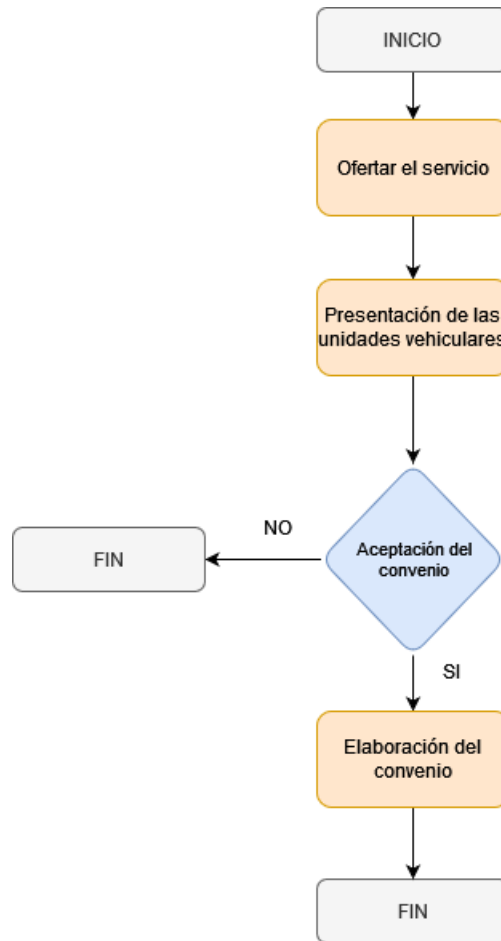 INICIO
Ofertar el servicio
Presentación de las
unidades vehiculares
Aceptación del
convenio
NO
FIN
SI
Elaboración del
convenio
FIN